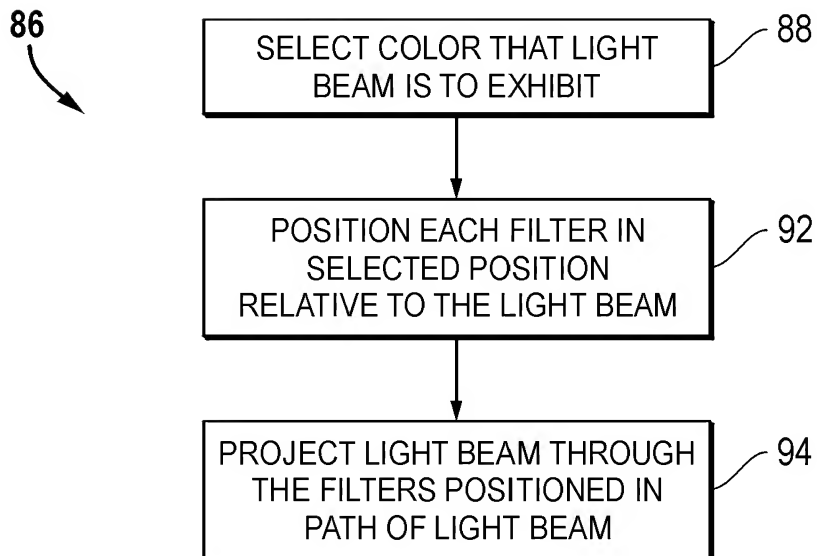 86
SELECT COLOR THAT LIGHT
BEAM IS TO EXHIBIT
88
POSITION EACH FILTER IN
SELECTED POSITION
RELATIVE TO THE LIGHT BEAM
92
PROJECT LIGHT BEAM THROUGH
THE FILTERS POSITIONED IN
PATH OF LIGHT BEAM
94